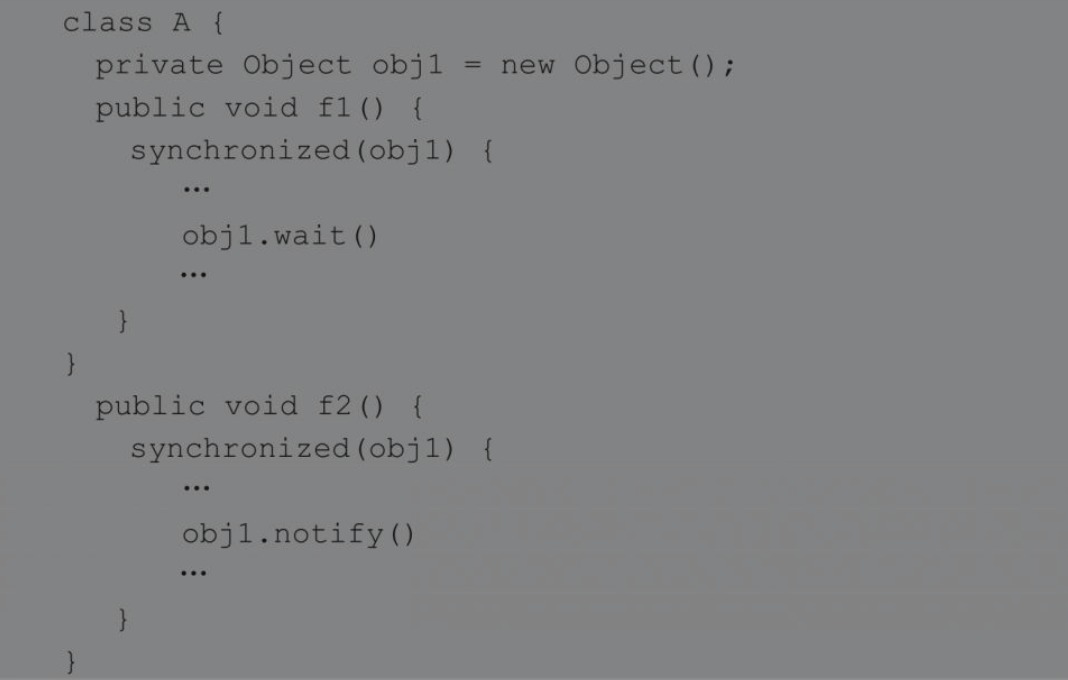 class A {
private Object obj1 = new Object();
public void f1() {
synchronized(obj1) {
...
obj1.wait()
...
}
}
public void f2() {
synchronized(obj1) {
...
obj1.notify()
...
}
}